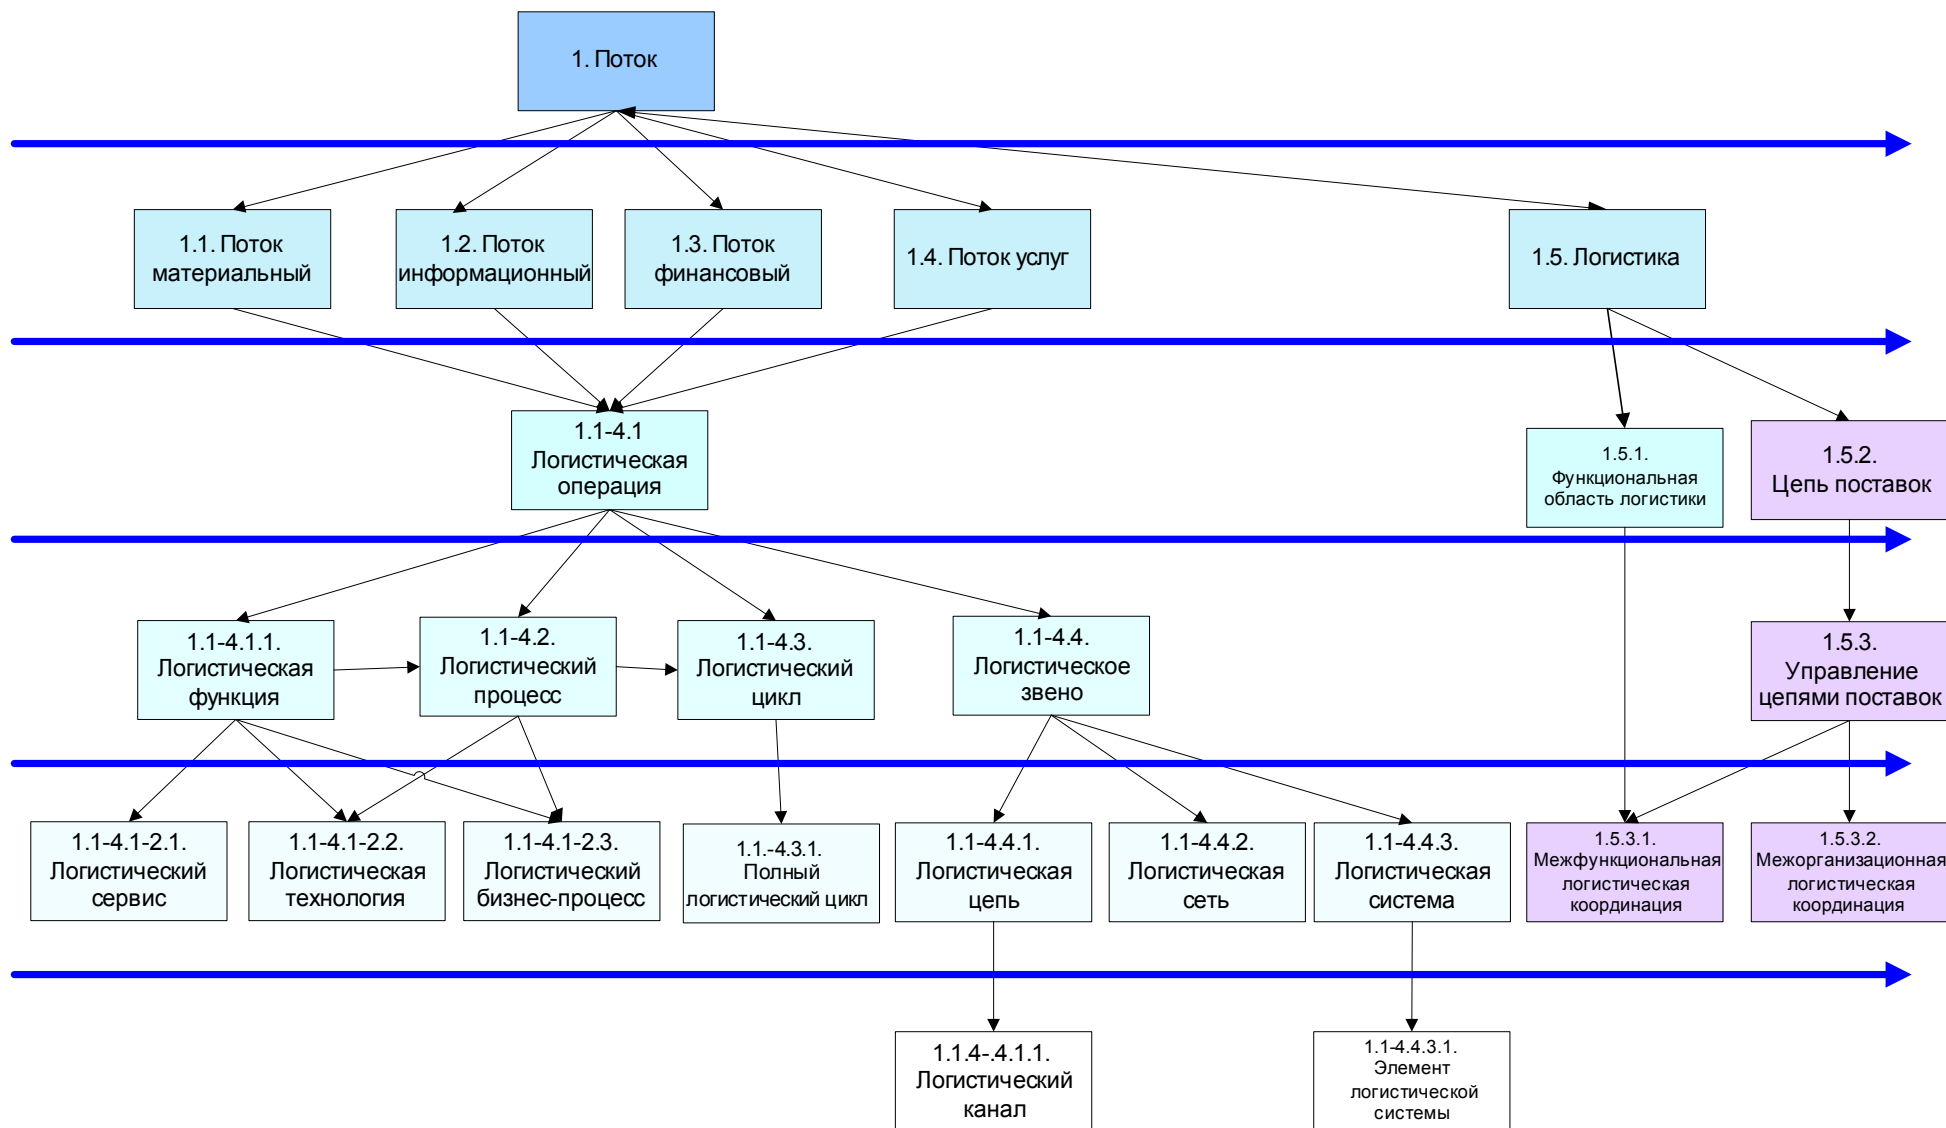 1. Поток
1.1. Поток
материальный
1.2. Поток
информационный
1.3. Поток
финансовый
1.4. Поток услуг
1.5. Логистика
1.1-4.1
Логистическая
операция
1.5.1.
Функциональная
область логистики
1.5.2.
Цепь поставок
1.1-4.1.1.
Логистическая
функция
1.1-4.2.
Логистический
процесс
1.1-4.3.
Логистический
цикл
1.1-4.4.
Логистическое
звено
1.5.3.
Управление
цепями поставок
1.1-4.1-2.1.
Логистический
сервис
1.1-4.1-2.2.
Логистическая
технология
1.1-4.1-2.3.
Логистический
бизнес-процесс
1.1.-4.3.1.
Полный
логистический цикл
1.1-4.4.1.
Логистическая
цепь
1.1-4.4.2.
Логистическая
сеть
1.1-4.4.3.
Логистическая
система
1.5.3.1.
Межфункциональная
логистическая
координация
1.5.3.2.
Межорганизационная
логистическая
координация
1.1.4-.4.1.1.
Логистический
канал
1.1-4.4.3.1.
Элемент
логистической
системы